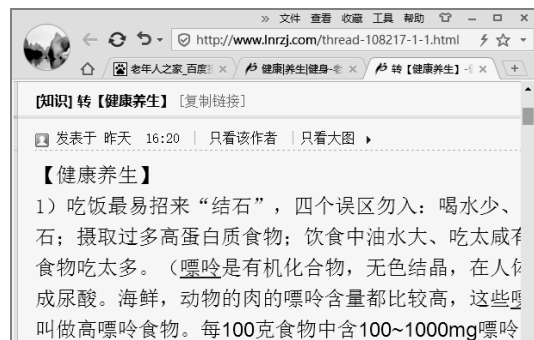 » 文件 查看 收藏 工具 帮助
http://www.lnrzj.com/thread-108217-1-1.html
老年人之家_百度 健康|养生|健身-老 转【健康养生】-
[知识] 转【健康养生】 [复制链接]
发表于 昨天 16:20 | 只看该作者 | 只看大图
【健康养生】
1）吃饭最易招来“结石”，四个误区勿入：喝水少、
石；摄取过多高蛋白质食物；饮食中油水大、吃太咸有
食物吃太多。（嘌呤是有机化合物，无色结晶，在人体
成尿酸。海鲜，动物的肉的嘌呤含量都比较高，这些嘌
叫做高嘌呤食物。每100克食物中含100~1000mg嘌呤